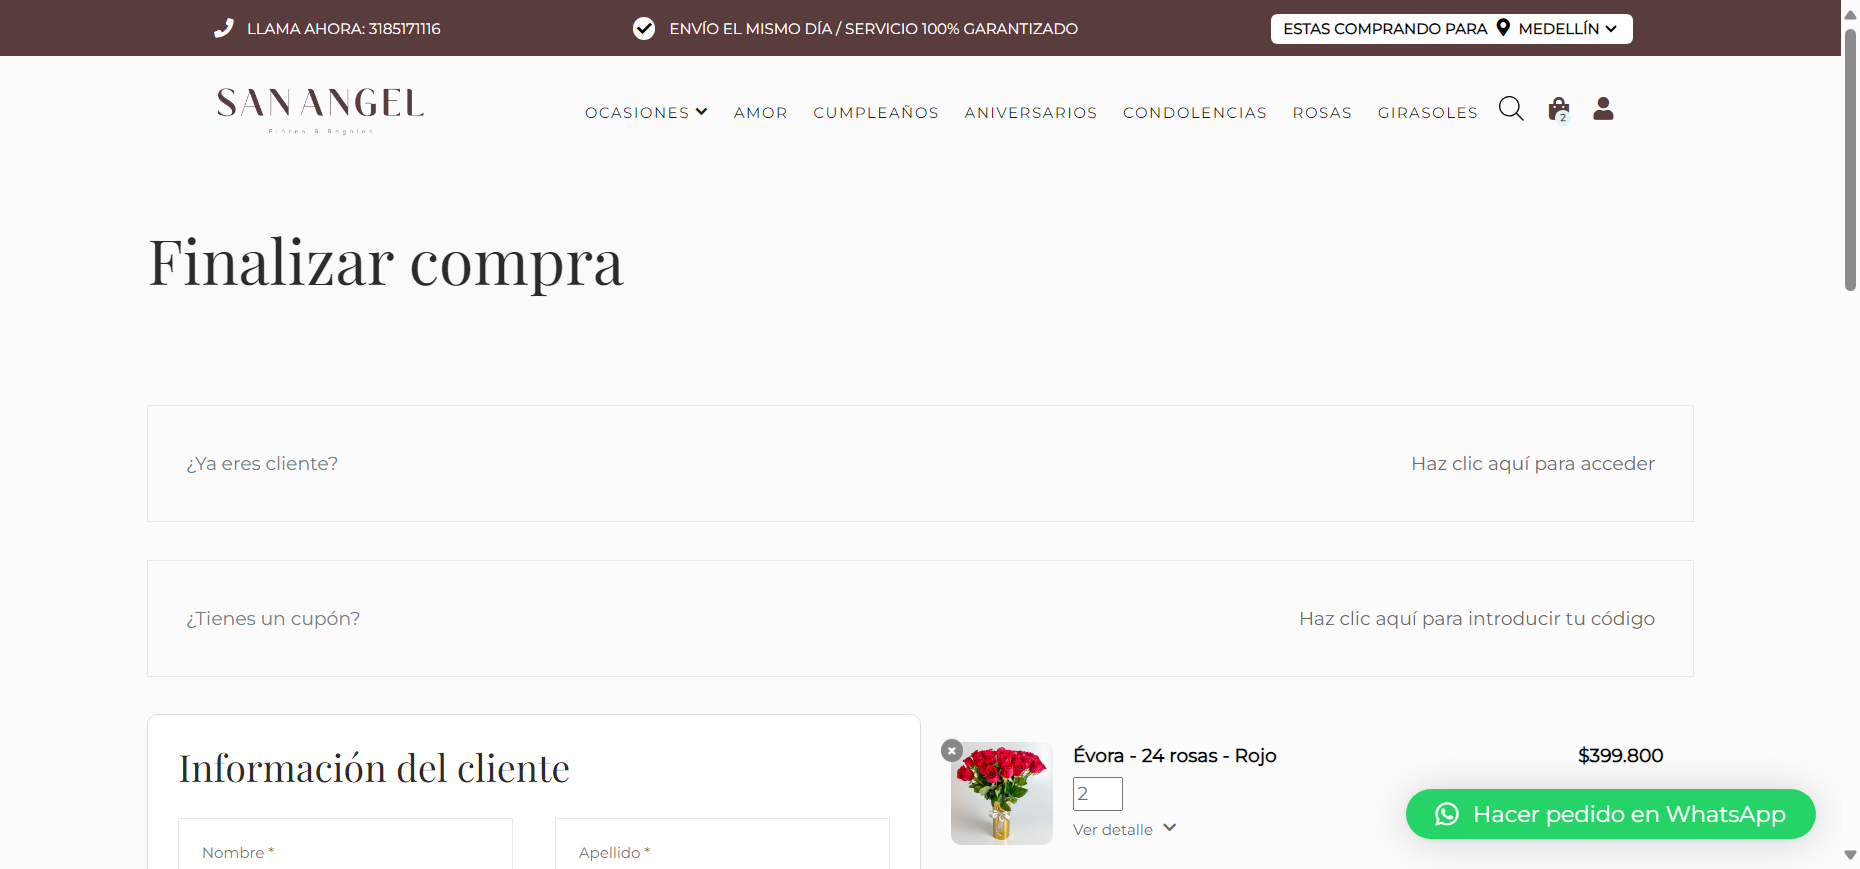 LLAMA AHORA: 3185171116
ENVÍO EL MISMO DÍA / SERVICIO 100% GARANTIZADO
ESTAS COMPRANDO PARA MEDELLÍN
SAN ANGEL
Flores & Regalos
OCASIONES
AMOR
CUMPLEAÑOS
ANIVERSARIOS
CONDOLENCIAS
ROSAS
GIRASOLES
2
Finalizar compra
¿Ya eres cliente?
Haz clic aquí para acceder
¿Tienes un cupón?
Haz clic aquí para introducir tu código
Información del cliente
Nombre *
Apellido *
Évora - 24 rosas - Rojo
$399.800
2
Ver detalle
Hacer pedido en WhatsApp